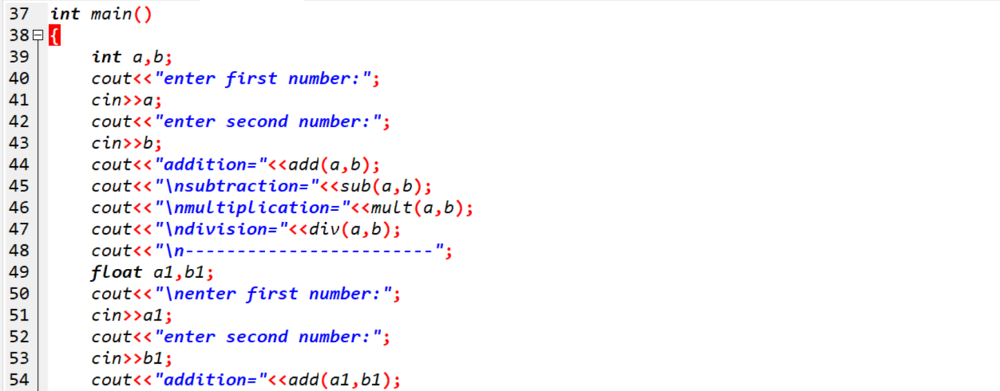 37 int main()
38 {
39 int a,b;
40 cout<<"enter first number:";
41 cin>>a;
42 cout<<"enter second number:";
43 cin>>b;
44 cout<<"addition="<<add(a,b);
45 cout<<"\nsubtraction="<<sub(a,b);
46 cout<<"\nmultiplication="<<mult(a,b);
47 cout<<"\ndivision="<<div(a,b);
48 cout<<"\n------------------------";
49 float a1,b1;
50 cout<<"\nenter first number:";
51 cin>>a1;
52 cout<<"enter second number:";
53 cin>>b1;
54 cout<<"addition="<<add(a1,b1);